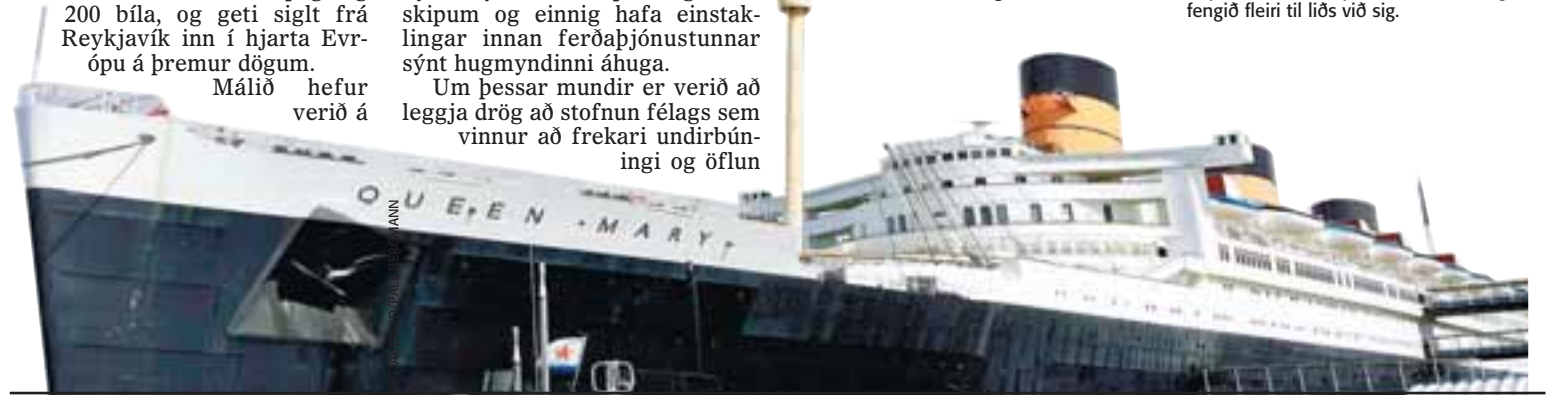 200 bíla, og geti siglt frá
Reykjavík inn í hjarta Evr-
ópu á þremur dögum.
Málið hefur
verið á
skipum og einnig hafa einstak-
lingar innan ferðaþjónustunnar
sýnt hugmyndinni áhuga.
Um þessar mundir er verið að
leggja drög að stofnun félags sem
vinnur að frekari undirbún-
ingi og öflun
fengið fleiri til liðs við sig.
QUEEN MARY